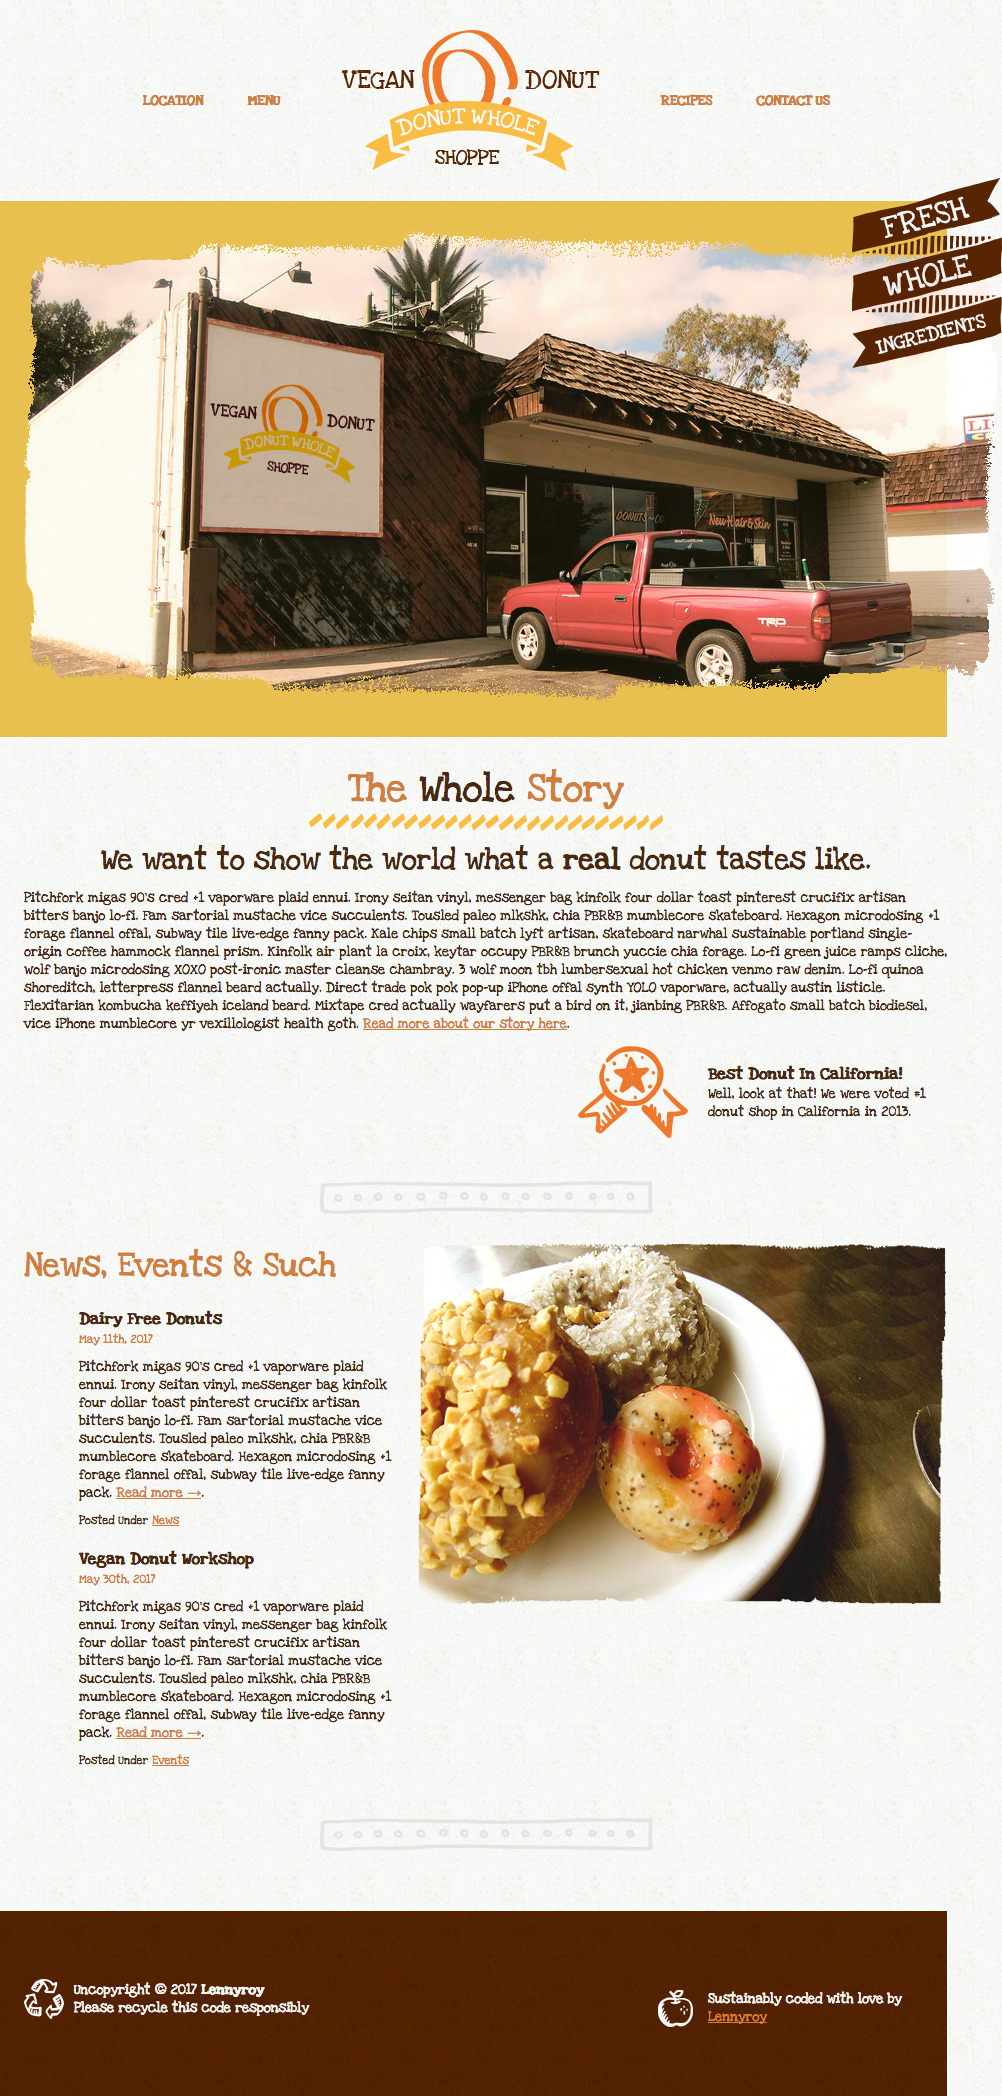 LOCATION MENU
VEGAN DONUT
DONUT WHOLE
SHOPPE
RECIPES CONTACT US
FRESH
WHOLE
INGREDIENTS
VEGAN DONUT
DONUT WHOLE
SHOPPE
DONUTS
New Hair & Skin
TRD
The Whole Story
We want to show the world what a real donut tastes like.
Pitchfork migas 90's cred +1 vaporware plaid ennui. Irony seitan vinyl, messenger bag kinfolk four dollar toast pinterest crucifix artisan
bitters banjo lo-fi. Fam sartorial mustache vice succulents. Tousled paleo mlkshk, chia PBR&B mumblecore skateboard. Hexagon microdosing +1
forage flannel offal, subway tile live-edge fanny pack. Kale chips small batch lyft artisan, skateboard narwhal sustainable portland single-
origin coffee hammock flannel prism. Kinfolk air plant la croix, keytar occupy PBR&B brunch yuccie chia forage. Lo-fi green juice ramps cliche,
wolf banjo microdosing XOXO post-ironic master cleanse chambray. 3 wolf moon tbh lumbersexual hot chicken venmo raw denim. Lo-fi quinoa
shoreditch, letterpress flannel beard actually. Direct trade pok pok pop-up iPhone offal synth YOLO vaporware, actually austin listicle.
Flexitarian kombucha keffiyeh iceland beard. Mixtape cred actually wayfarers put a bird on it, jianbing PBR&B. Affogato small batch biodiesel,
vice iPhone mumblecore yr vexillologist health goth. Read more about our story here.
Best Donut In California!
Well, look at that! We were voted #1
donut shop in California in 2013.
News, Events & Such
Dairy Free Donuts
May 11th, 2017
Pitchfork migas 90's cred +1 vaporware plaid
ennui. Irony seitan vinyl, messenger bag kinfolk
four dollar toast pinterest crucifix artisan
bitters banjo lo-fi. Fam sartorial mustache vice
succulents. Tousled paleo mlkshk, chia PBR&B
mumblecore skateboard. Hexagon microdosing +1
forage flannel offal, subway tile live-edge fanny
pack. Read more →.
Posted Under News
Vegan Donut Workshop
May 30th, 2017
Pitchfork migas 90's cred +1 vaporware plaid
ennui. Irony seitan vinyl, messenger bag kinfolk
four dollar toast pinterest crucifix artisan
bitters banjo lo-fi. Fam sartorial mustache vice
succulents. Tousled paleo mlkshk, chia PBR&B
mumblecore skateboard. Hexagon microdosing +1
forage flannel offal, subway tile live-edge fanny
pack. Read more →.
Posted Under Events
Uncopyright © 2017 Lennyroy
Please recycle this code responsibly
Sustainably coded with love by
Lennyroy